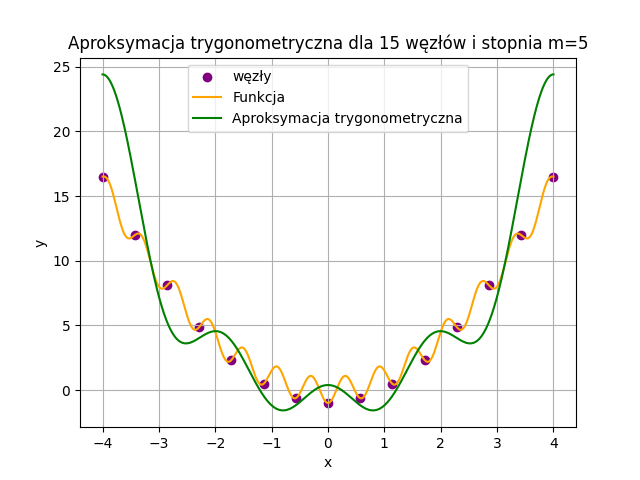 Aproksymacja trygonometryczna dla 15 węzłów i stopnia m=5
węzły
Funkcja
Aproksymacja trygonometryczna
25
20
15
10
5
0
y
−4 −3 −2 −1 0 1 2 3 4
x